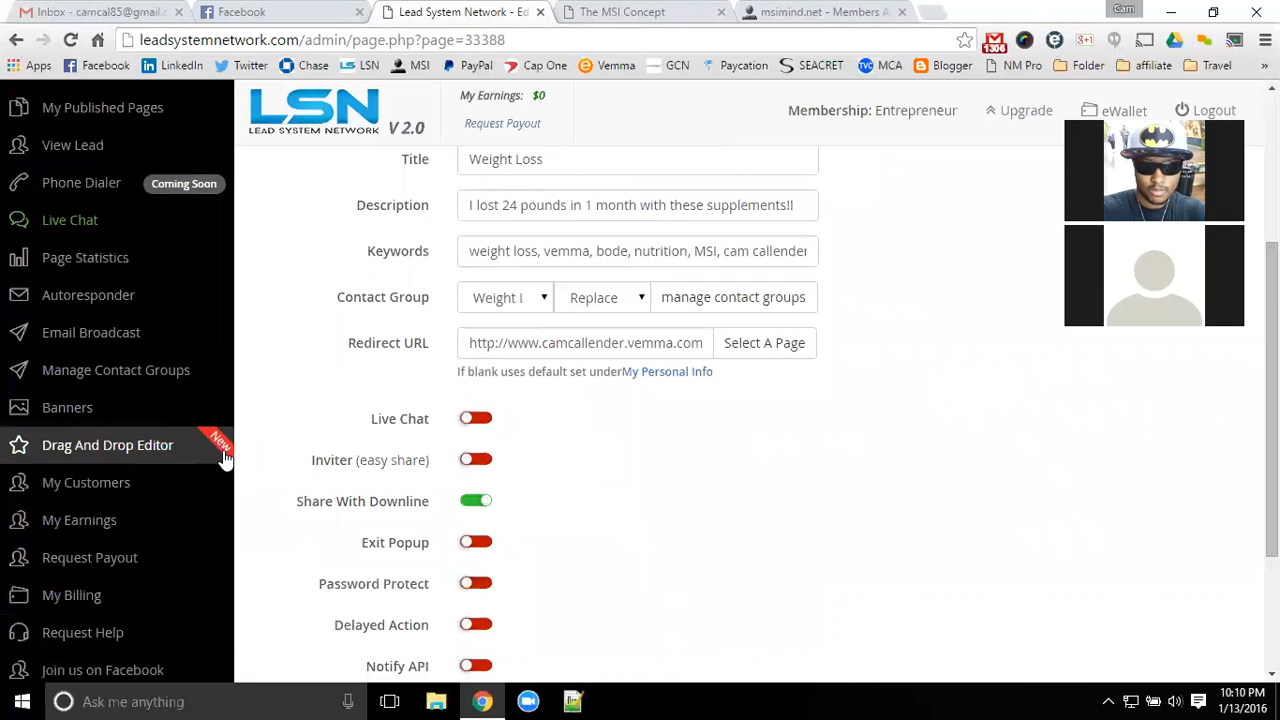 Inbox - camcal85@gmail.c
Facebook
Lead System Network - Ed
The MSI Concept
msimind.net - Members A
Cam
leadsystemnetwork.com/admin/page.php?page=33388
1306
Apps
Facebook
LinkedIn
Twitter
Chase
LSN
MSI
PayPal
Cap One
Vemma
GCN
Paycation
SEACRET
MCA
Blogger
NM Pro
Folder
affiliate
Travel
My Published Pages
View Lead
Phone Dialer
Coming Soon
Live Chat
Page Statistics
Autoresponder
Email Broadcast
Manage Contact Groups
Banners
Drag And Drop Editor
New
My Customers
My Earnings
Request Payout
My Billing
Request Help
Join us on Facebook
LSN
LEAD SYSTEM NETWORK
V 2.0
My Earnings: $0
Request Payout
Membership: Entrepreneur
Upgrade
eWallet
Logout
Title
Weight Loss
Description
I lost 24 pounds in 1 month with these supplements!!
Keywords
weight loss, vemma, bode, nutrition, MSI, cam callender
Contact Group
Weight l
Replace
manage contact groups
Redirect URL
http://www.camcallender.vemma.com
Select A Page
If blank uses default set underMy Personal Info
Live Chat
Inviter (easy share)
Share With Downline
Exit Popup
Password Protect
Delayed Action
Notify API
Ask me anything
10:10 PM
1/13/2016